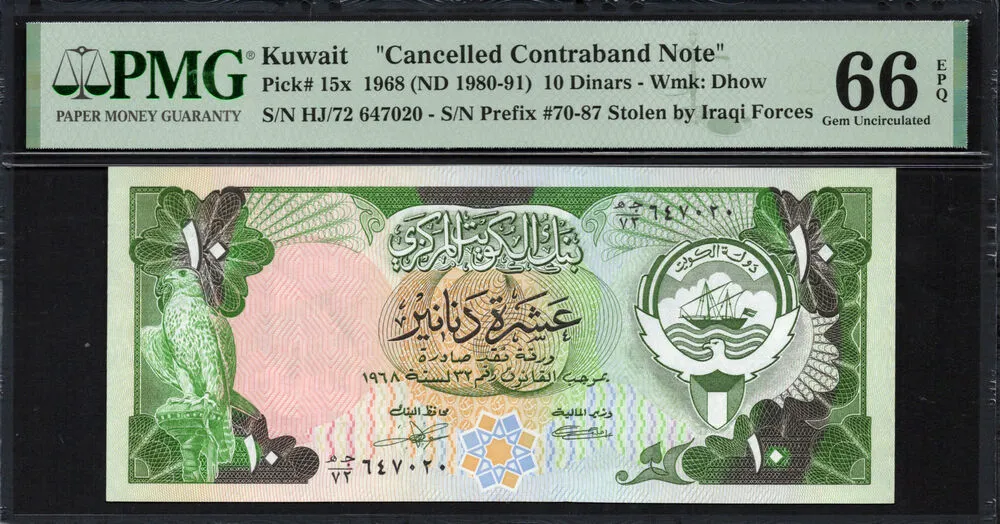 PMG®
PAPER MONEY GUARANTY
Kuwait "Cancelled Contraband Note"
Pick# 15x 1968 (ND 1980-91) 10 Dinars - Wmk: Dhow
S/N HJ/72 647020 - S/N Prefix #70-87 Stolen by Iraqi Forces
66
EPQ
Gem Uncirculated
١٠
بنك الكويت المركزي
ج م / ٧٢ ٦٤٧٠٢٠
١٠
دولة الكويت
عشرة دنانير
ورقة نقد صادرة
بموجب القانون رقم ٣٢ لسنة ١٩٦٨
محافظ البنك
وزير المالية
١٠
ج م / ٧٢ ٦٤٧٠٢٠
١٠